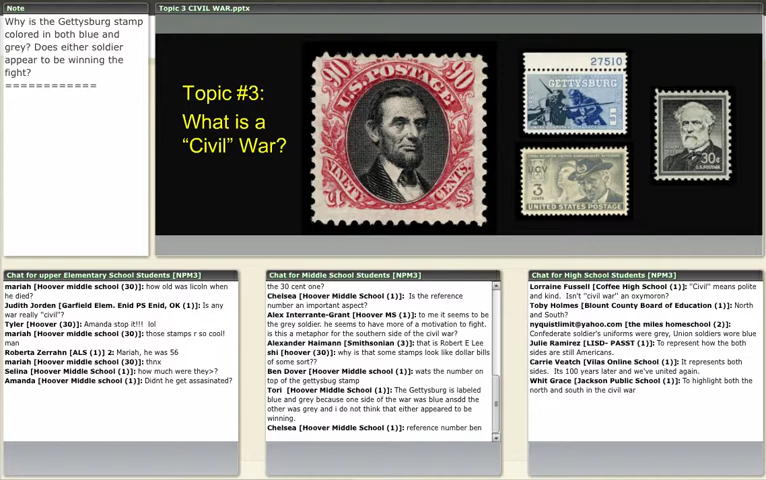 Note
Why is the Gettysburg stamp
colored in both blue and
grey? Does either soldier
appear to be winning the
fight?
============
Topic 3 CIVIL WAR.pptx
Topic #3:
What is a
“Civil” War?
90 90
U.S. POSTAGE
NINETY CENTS.
27510
GETTYSBURG
UCV
3
CENTS
UNITED STATES POSTAGE
30¢
U.S. POSTAGE
Chat for upper Elementary School Students [NPM3]
mariah [Hoover middle school (30)]: how old was licoln when
he died?
Judith Jorden [Garfield Elem. Enid PS Enid, OK (1)]: Is any
war really "civil"?
Tyler [Hoover (30)]: Amanda stop it!!! lol
mariah [Hoover middle school (30)]: those stamps r so cool!
man
Roberta Zerrahn [ALS (1)] 2: Mariah, he was 56
mariah [Hoover middle school (30)]: thnx
Selina [Hoover middle school (30)]: how much were they>?
Amanda [Hoover middle school (30)]: Didnt he get assasinated?
Chat for Middle School Students [NPM3]
the 30 cent one?
Chelsea [Hoover Middle School (1)]: Is the reference
number an important aspect?
Alex Interrante-Grant [Hoover MS (1)]: to me it seems to be
the grey soldier. he seems to have more of a motivation to fight.
is this a metaphor for the southern side of the civil war?
Alexander Haimann [Smithsonian (3)]: that is Robert E Lee
shi [hoover (30)]: why is that some stamps look like dollar bills
of some sort??
Ben Dover [Hoover Middle School (1)]: wats the number on
top of the gettysbug stamp
Tori [Hoover Middle School (1)]: The Gettysburg is labeled
blue and grey because one side of the war was blue ansdd the
other was grey and i do not think that either appeared to be
winning.
Chelsea [Hoover Middle School (1)]: reference number ben
Chat for High School Students [NPM3]
Lorraine Fussell [Coffee High School (1)]: "Civil" means polite
and kind. Isn't "civil war" an oxymoron?
Toby Holmes [Blount County Board of Education (1)]: North
and South?
nyquistlimit@yahoo.com [the miles homeschool (2)]:
Confederate soldier's uniforms were grey, Union soldiers wore blue
Julie Ramirez [LISD- PASST (1)]: To represent how the both
sides are still Americans.
Carrie Veatch [Vilas Online School (1)]: It represents both
sides. Its 100 years later and we've united again.
Whit Grace [Jackson Public School (1)]: To highlight both the
north and south in the civil war